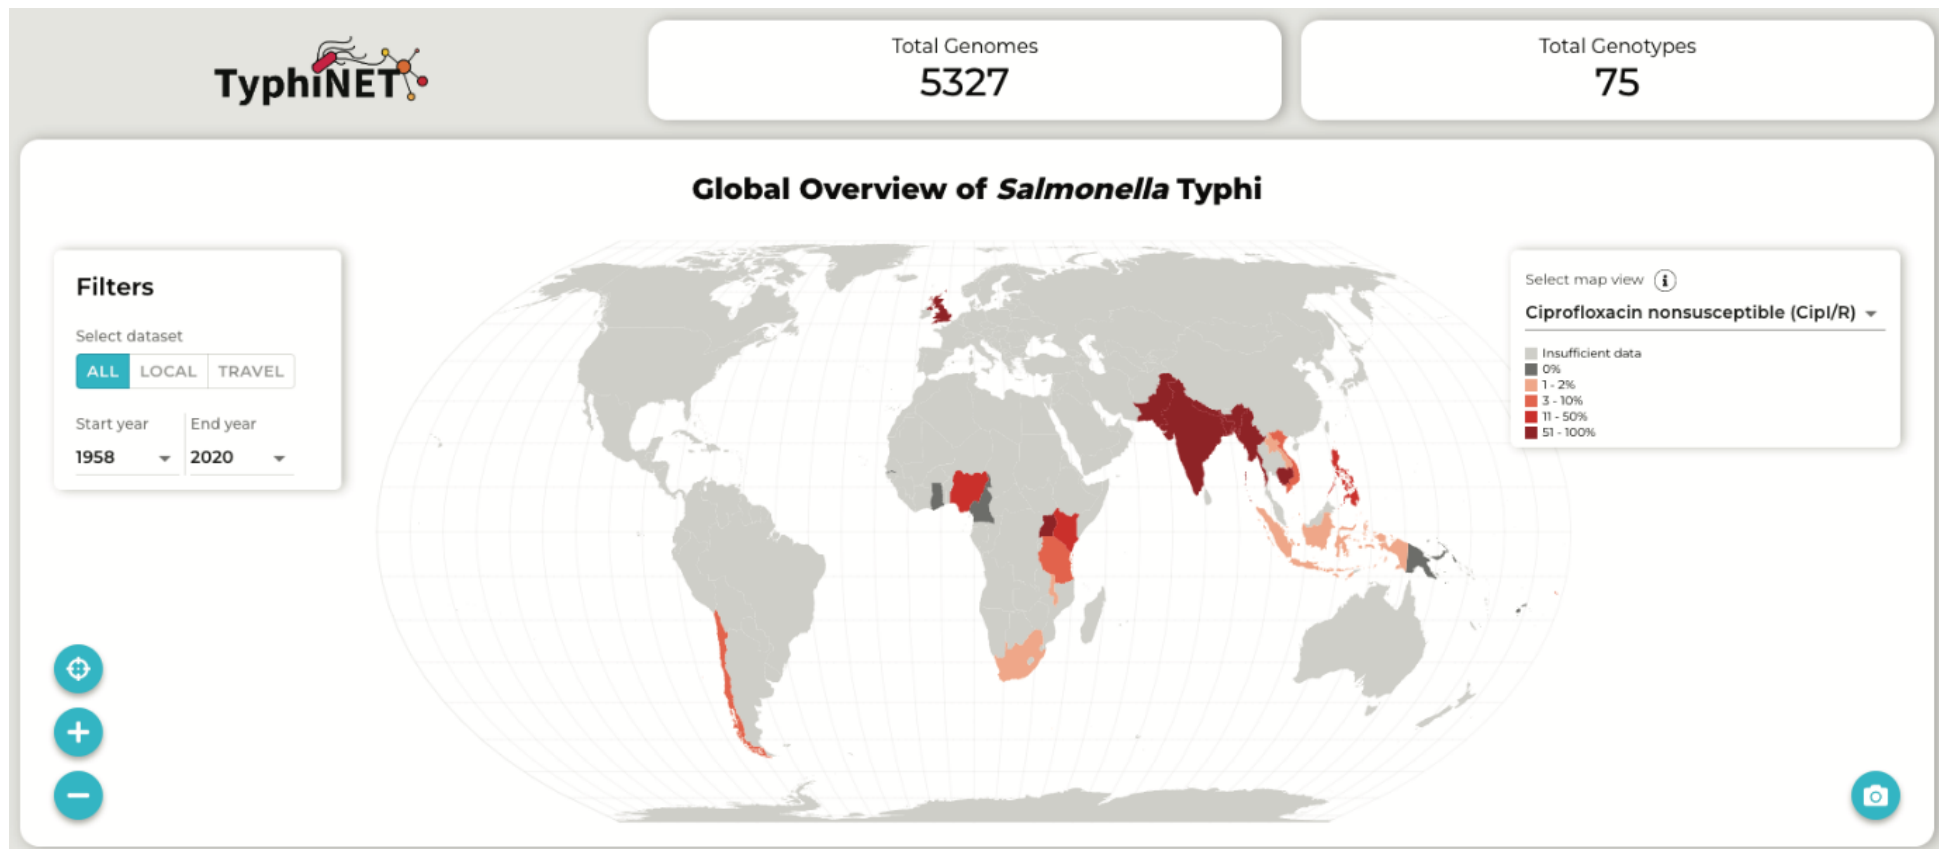 TyphiNET
Total Genomes
5327
Total Genotypes
75
Global Overview of Salmonella Typhi
Filters
Select dataset
ALL LOCAL TRAVEL
Start year End year
1958 2020
Select map view i
Ciprofloxacin nonsusceptible (CipI/R)
Insufficient data
0%
1 - 2%
3 - 10%
11 - 50%
51 - 100%